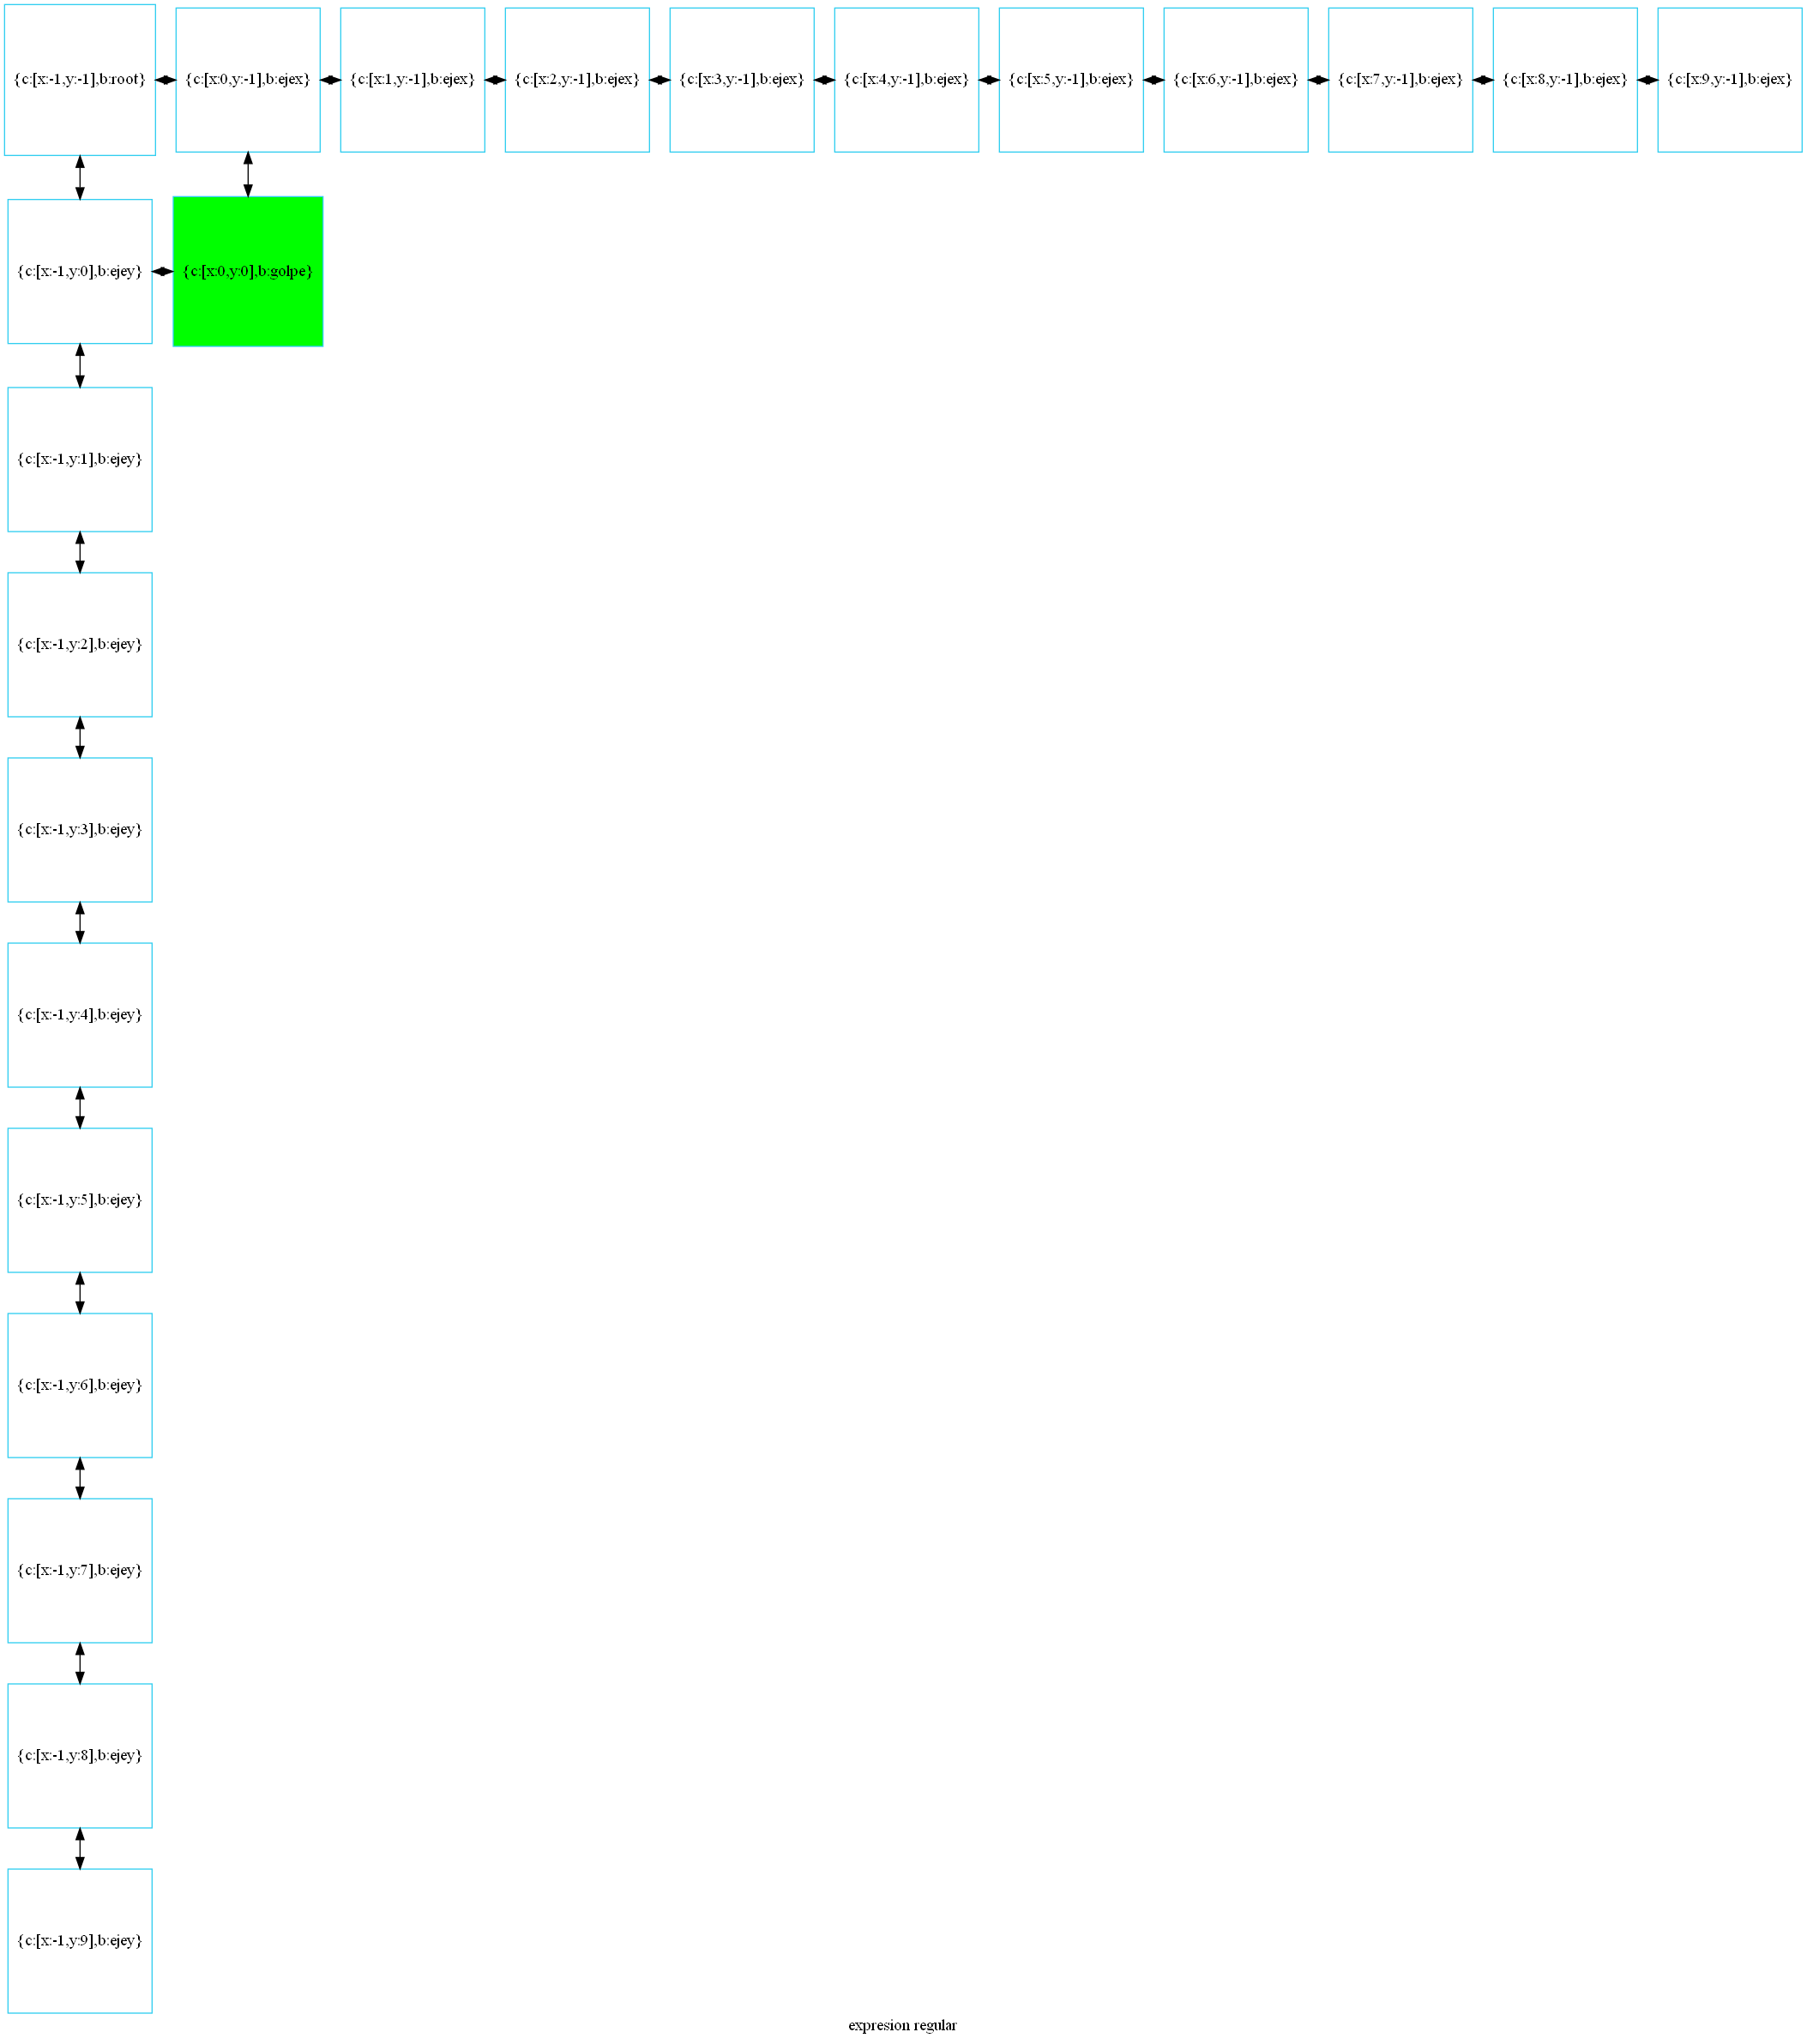 {c:[x:-1,y:-1],b:root} {c:[x:0,y:-1],b:ejex} {c:[x:1,y:-1],b:ejex} {c:[x:2,y:-1],b:ejex} {c:[x:3,y:-1],b:ejex} {c:[x:4,y:-1],b:ejex} {c:[x:5,y:-1],b:ejex} {c:[x:6,y:-1],b:ejex} {c:[x:7,y:-1],b:ejex} {c:[x:8,y:-1],b:ejex} {c:[x:9,y:-1],b:ejex}
{c:[x:-1,y:0],b:ejey} {c:[x:0,y:0],b:golpe}
{c:[x:-1,y:1],b:ejey}
{c:[x:-1,y:2],b:ejey}
{c:[x:-1,y:3],b:ejey}
{c:[x:-1,y:4],b:ejey}
{c:[x:-1,y:5],b:ejey}
{c:[x:-1,y:6],b:ejey}
{c:[x:-1,y:7],b:ejey}
{c:[x:-1,y:8],b:ejey}
{c:[x:-1,y:9],b:ejey}
expresion regular